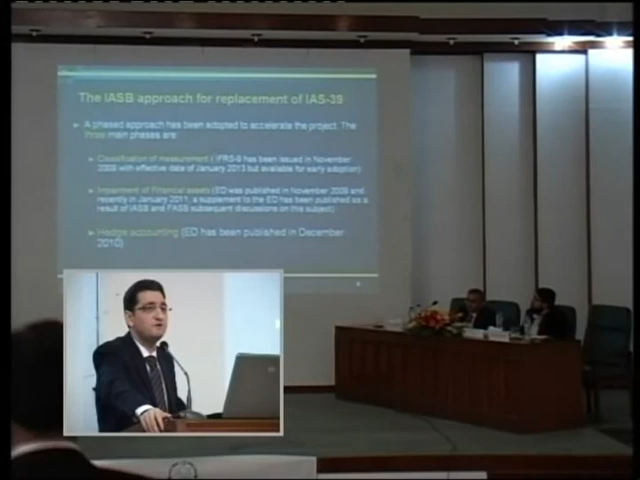 The IASB approach for replacement of IAS-39
A phased approach has been adopted to accelerate the project. The
three main phases are:
Classification of measurement ( IFRS-9 has been issued in November
2009 with effective date of January 2013 but available for early adoption)
Impairment of Financial assets (ED was published in November 2009 and
recently in January 2011, a supplement to the ED has been published as a
result of IASB and FASB subsequent discussions on this subject)
Hedge accounting (ED has been published in December
2010)